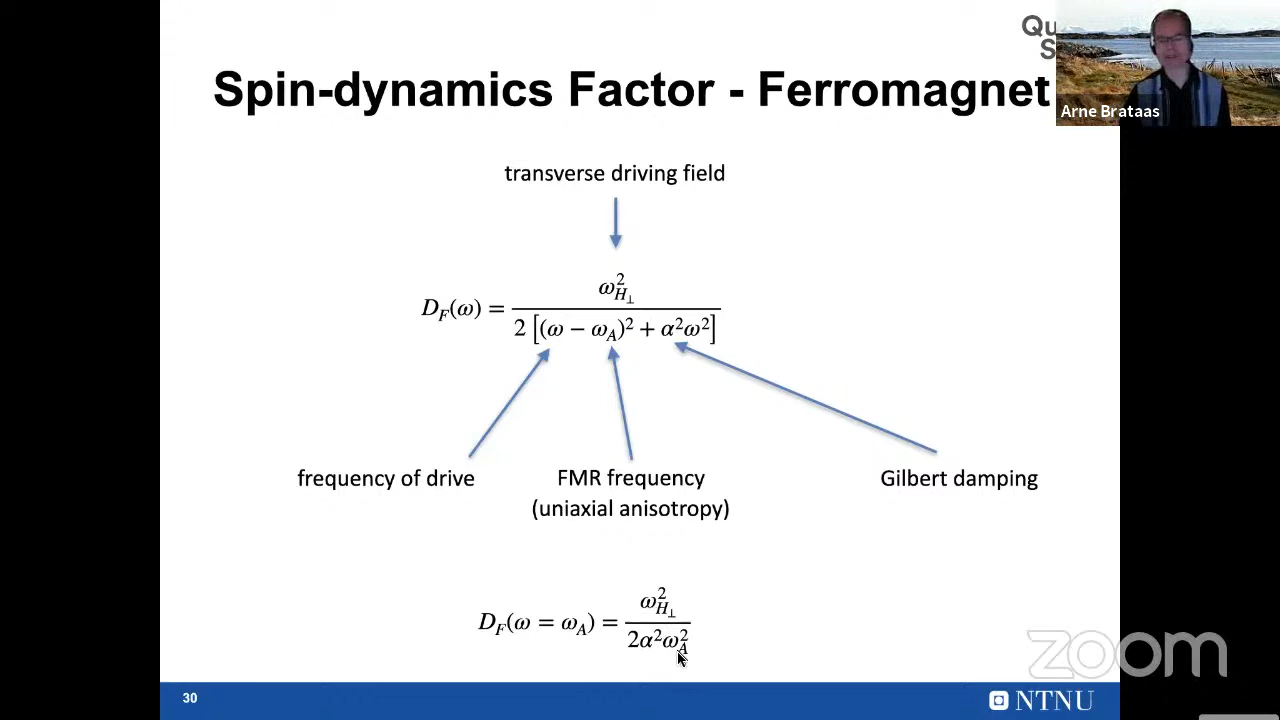 Qu
S
Spin-dynamics Factor - Ferromagnet
Arne Brataas
transverse driving field
D_F(ω) = ω²_{H⊥} / 2 [(ω − ω_A)² + α²ω²]
frequency of drive
FMR frequency
(uniaxial anisotropy)
Gilbert damping
D_F(ω = ω_A) = ω²_{H⊥} / 2α²ω²_A
zoom
30
NTNU